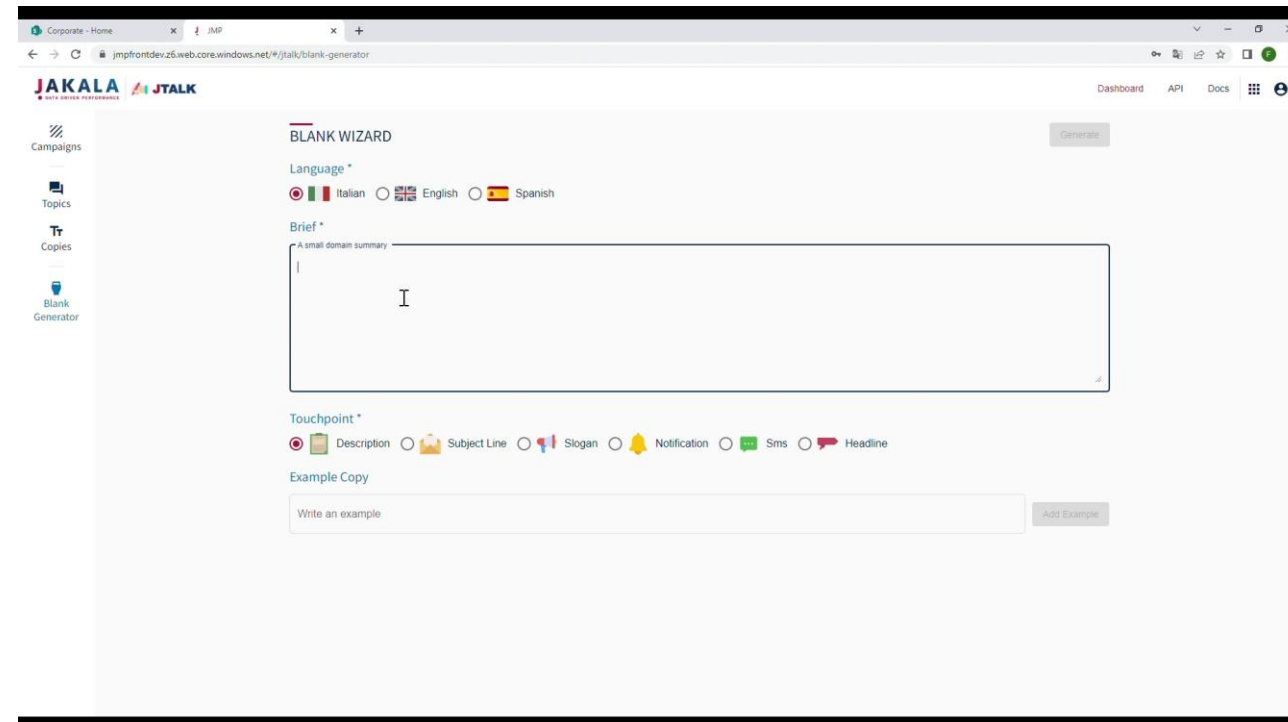 Corporate - Home
JMP
jmpfrontdev.z6.web.core.windows.net/#/jtalk/blank-generator
JAKALA JTALK
DATA DRIVEN PERFORMANCE
Dashboard API Docs
Campaigns
Topics
Copies
Blank
Generator
BLANK WIZARD
Generate
Language *
Italian English Spanish
Brief *
A small domain summary
Touchpoint *
Description Subject Line Slogan Notification Sms Headline
Example Copy
Write an example
Add Example
F